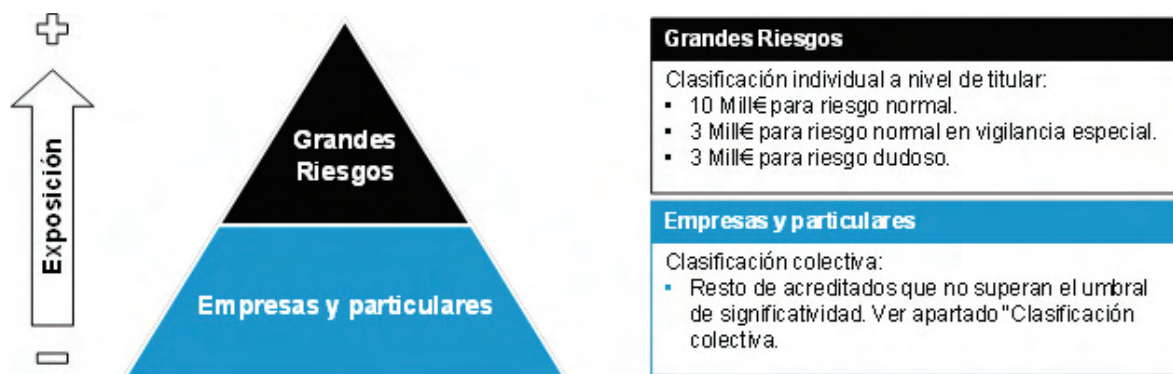 Exposición
Grandes
Riesgos
Empresas y particulares
Grandes Riesgos
Clasificación individual a nivel de titular:
▪ 10 Mill€ para riesgo normal.
▪ 3 Mill€ para riesgo normal en vigilancia especial.
▪ 3 Mill€ para riesgo dudoso.
Empresas y particulares
Clasificación colectiva:
▪ Resto de acreditados que no superan el umbral
de significatividad. Ver apartado "Clasificación
colectiva.